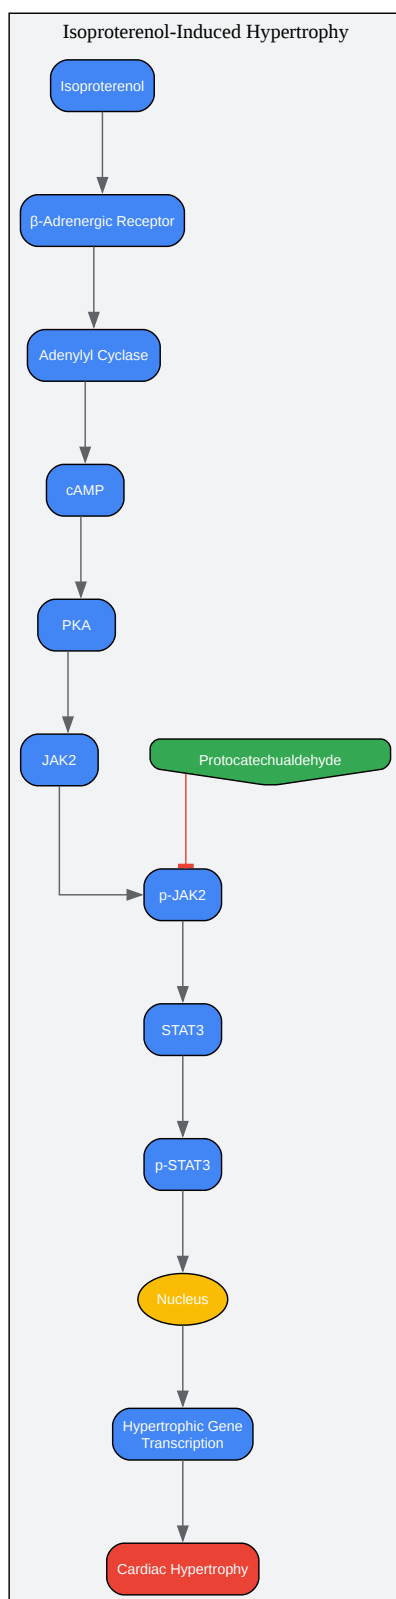 Isoproterenol-Induced Hypertrophy
Isoproterenol
β-Adrenergic Receptor
Adenylyl Cyclase
cAMP
PKA
JAK2
Protocatechualdehyde
p-JAK2
STAT3
p-STAT3
Nucleus
Hypertrophic Gene
Transcription
Cardiac Hypertrophy